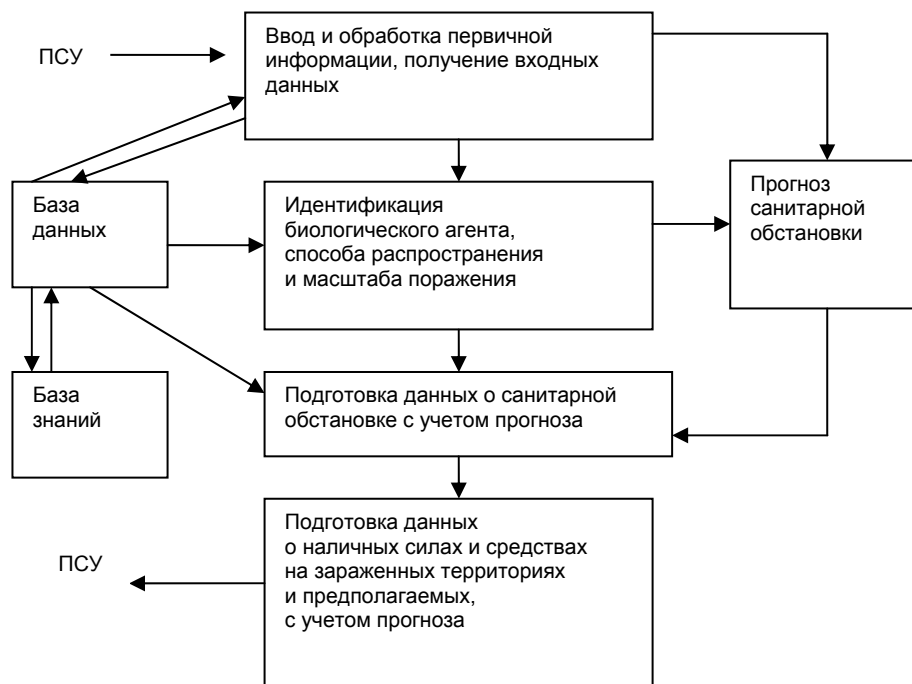 ПСУ
Ввод и обработка первичной
информации, получение входных
данных
База
данных
Идентификация
биологического агента,
способа распространения
и масштаба поражения
Прогноз
санитарной
обстановки
База
знаний
Подготовка данных о санитарной
обстановке с учетом прогноза
ПСУ
Подготовка данных
о наличных силах и средствах
на зараженных территориях
и предполагаемых,
с учетом прогноза